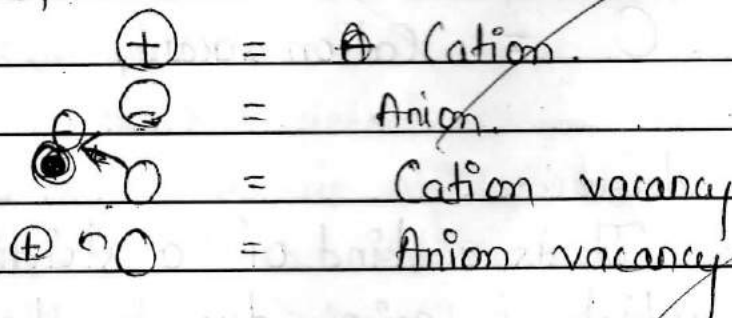 ⊕ = Cation.
⊖ = Anion.
◯ = Cation vacancy
⊕ ◯ = Anion vacancy